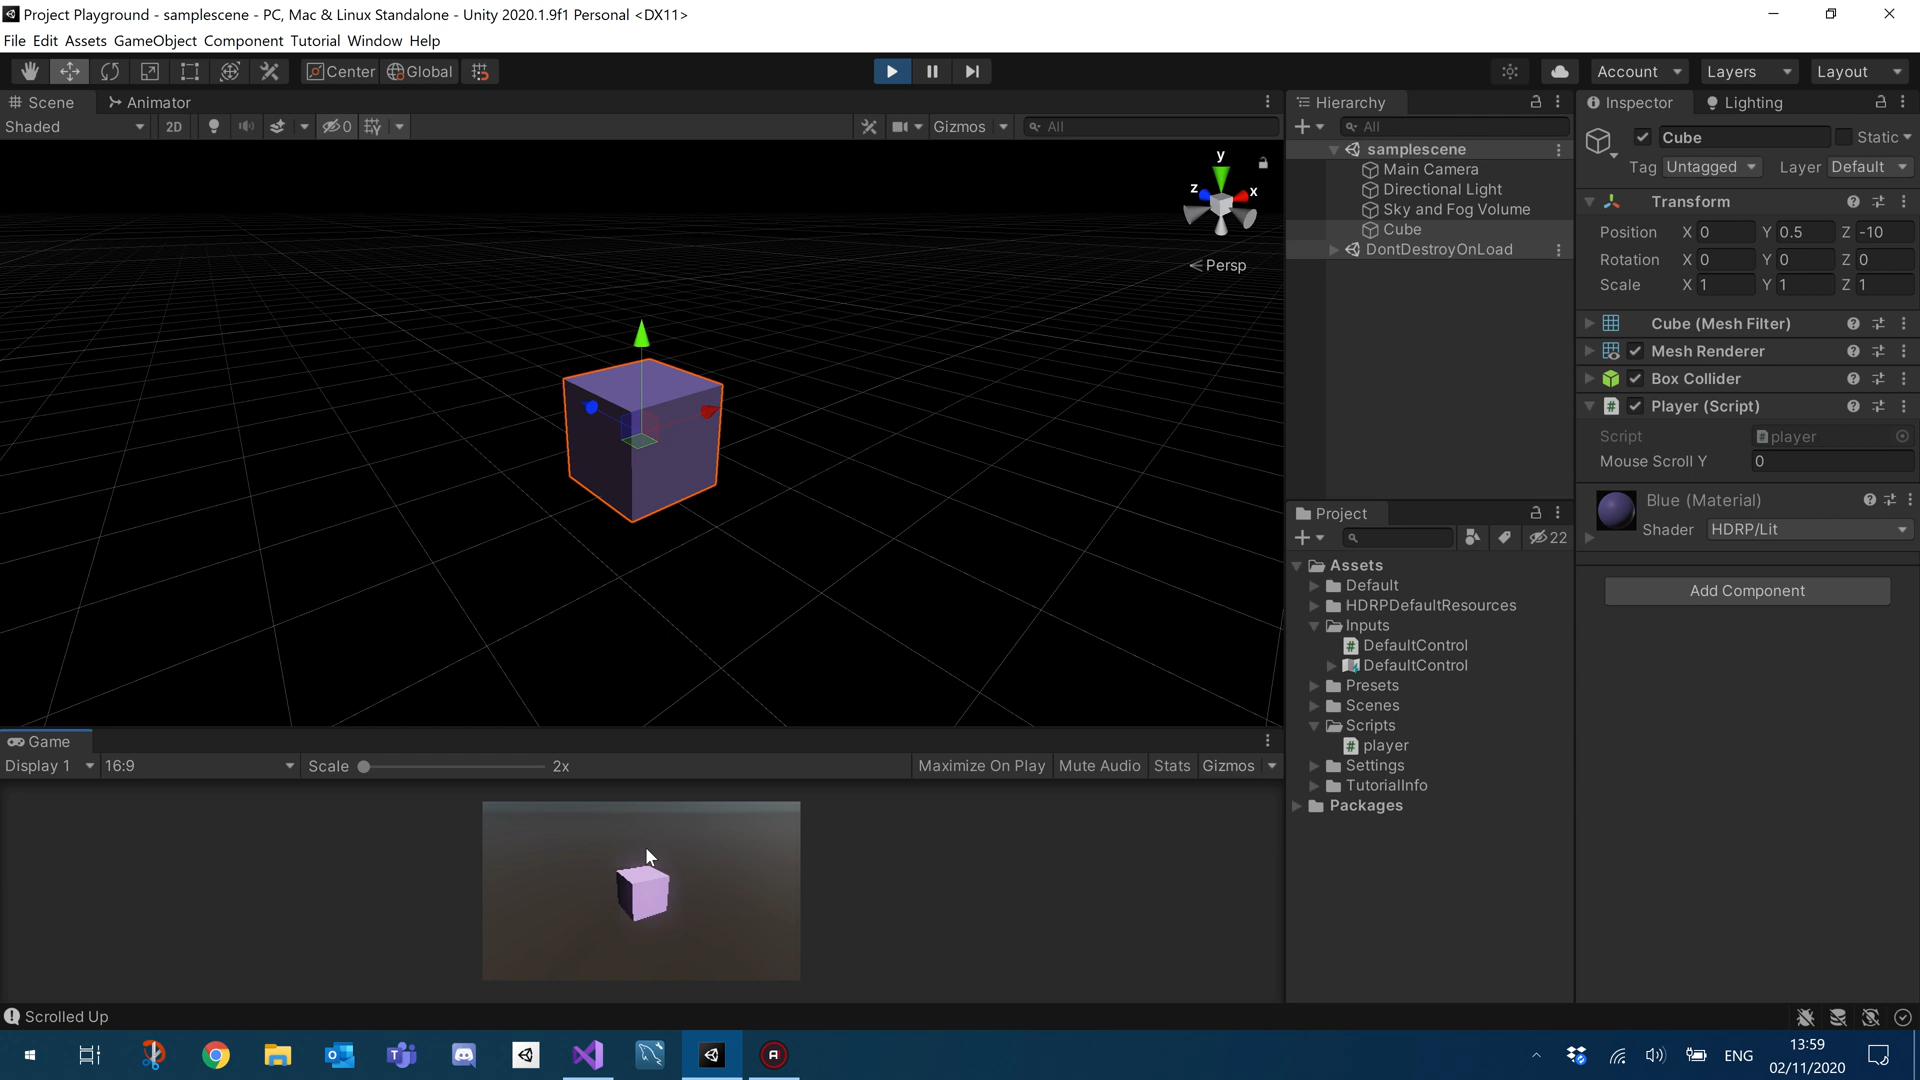 Project Playground - samplescene - PC, Mac & Linux Standalone - Unity 2020.1.9f1 Personal <DX11>
File Edit Assets GameObject Component Tutorial Window Help
Center Global
Account Layers Layout
Scene Animator
Shaded 2D 0 Gizmos All
y
z x
Persp
Hierarchy
All
samplescene
Main Camera
Directional Light
Sky and Fog Volume
Cube
DontDestroyOnLoad
Inspector Lighting
Cube Static
Tag Untagged Layer Default
Transform
Position X 0 Y 0.5 Z -10
Rotation X 0 Y 0 Z 0
Scale X 1 Y 1 Z 1
Cube (Mesh Filter)
Mesh Renderer
Box Collider
Player (Script)
Script player
Mouse Scroll Y 0
Blue (Material)
Shader HDRP/Lit
Add Component
Project
22
Assets
Default
HDRPDefaultResources
Inputs
DefaultControl
DefaultControl
Presets
Scenes
Scripts
player
Settings
TutorialInfo
Packages
Game
Display 1 16:9 Scale 2x Maximize On Play Mute Audio Stats Gizmos
Scrolled Up
ENG
13:59
02/11/2020